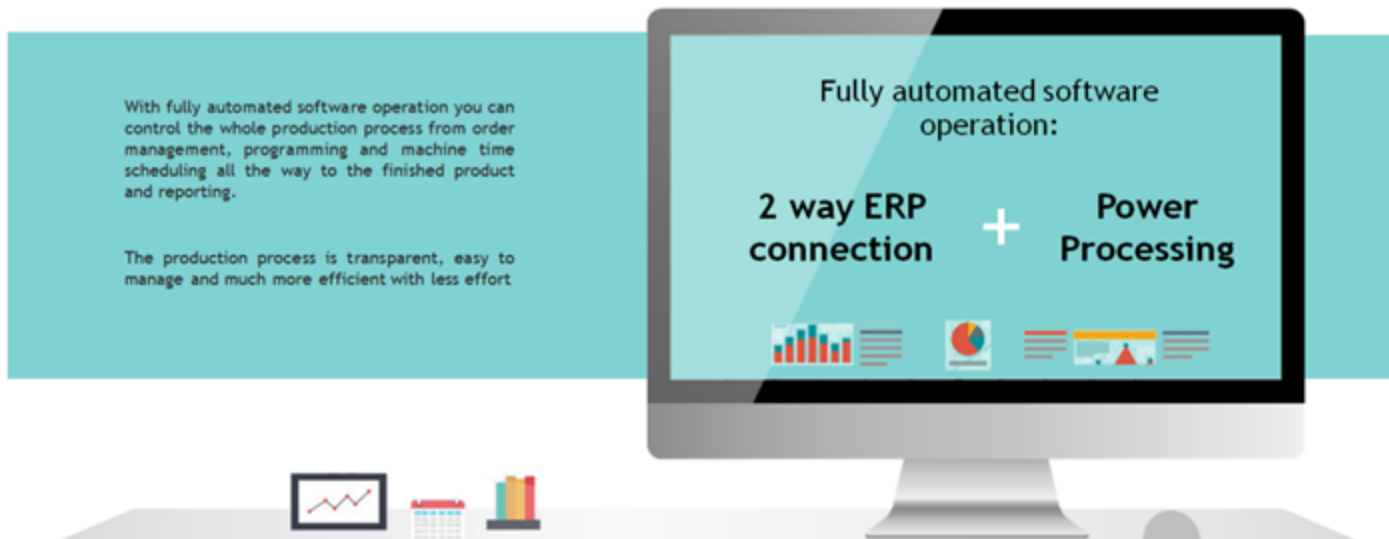 With fully automated software operation you can
control the whole production process from order
management, programming and machine time
scheduling all the way to the finished product
and reporting.
The production process is transparent, easy to
manage and much more efficient with less effort
Fully automated software
operation:
2 way ERP
connection
+
Power
Processing